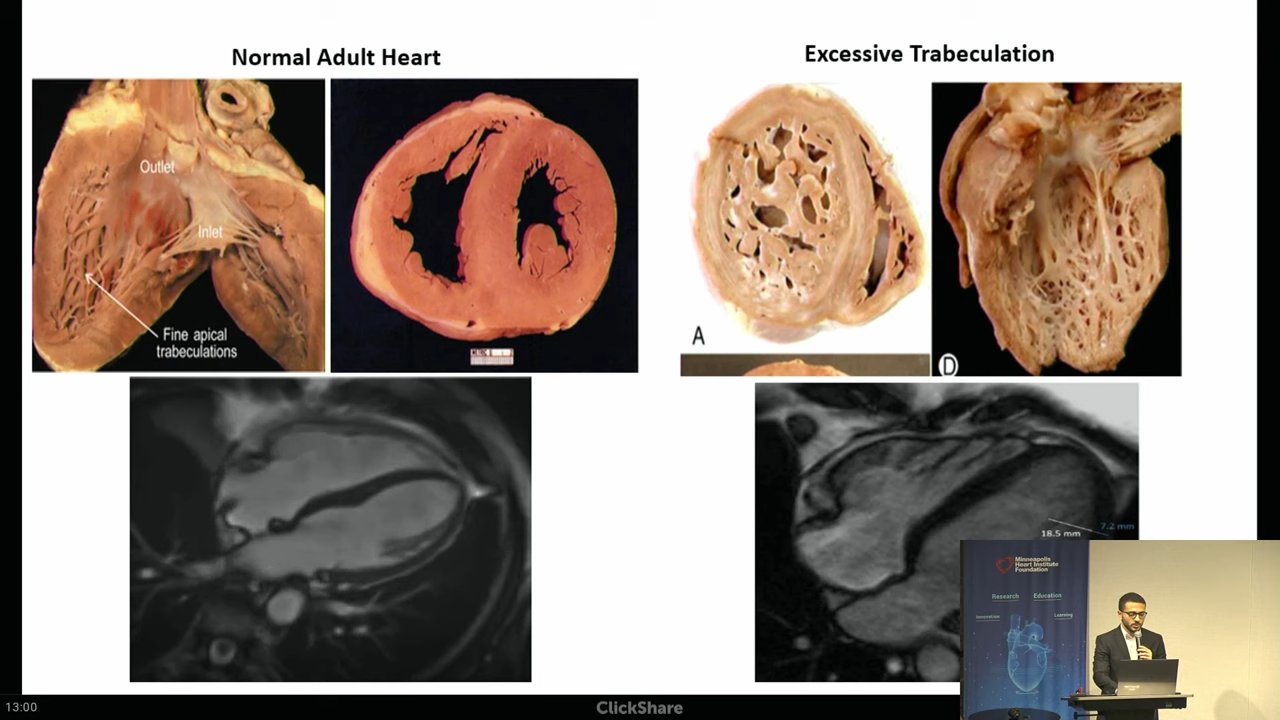 Normal Adult Heart
Excessive Trabeculation
Outlet
Inlet
Fine apical
trabeculations
A
D
7.2 mm
18.5 mm
Minneapolis
Heart Institute
Foundation
Research Education
Innovation Learning
13:00
ClickShare